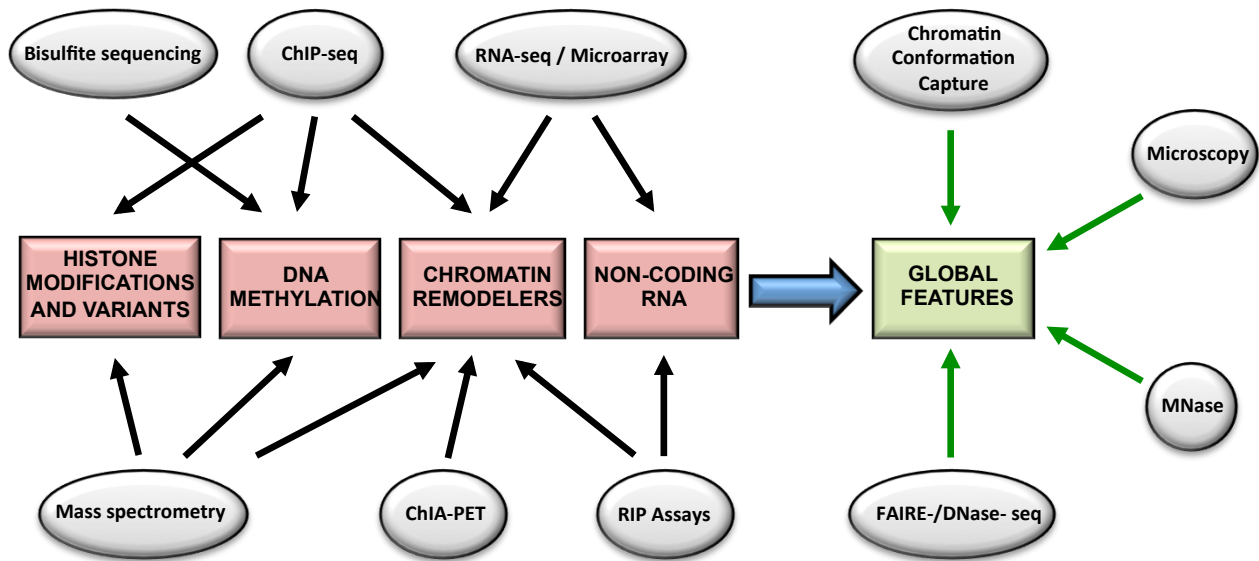 Bisulfite sequencing
ChIP-seq
RNA-seq / Microarray
Chromatin
Conformation
Capture
Microscopy
HISTONE
MODIFICATIONS
AND VARIANTS
DNA
METHYLATION
CHROMATIN
REMODELERS
NON-CODING
RNA
GLOBAL
FEATURES
MNase
Mass spectrometry
ChIA-PET
RIP Assays
FAIRE-/DNase- seq